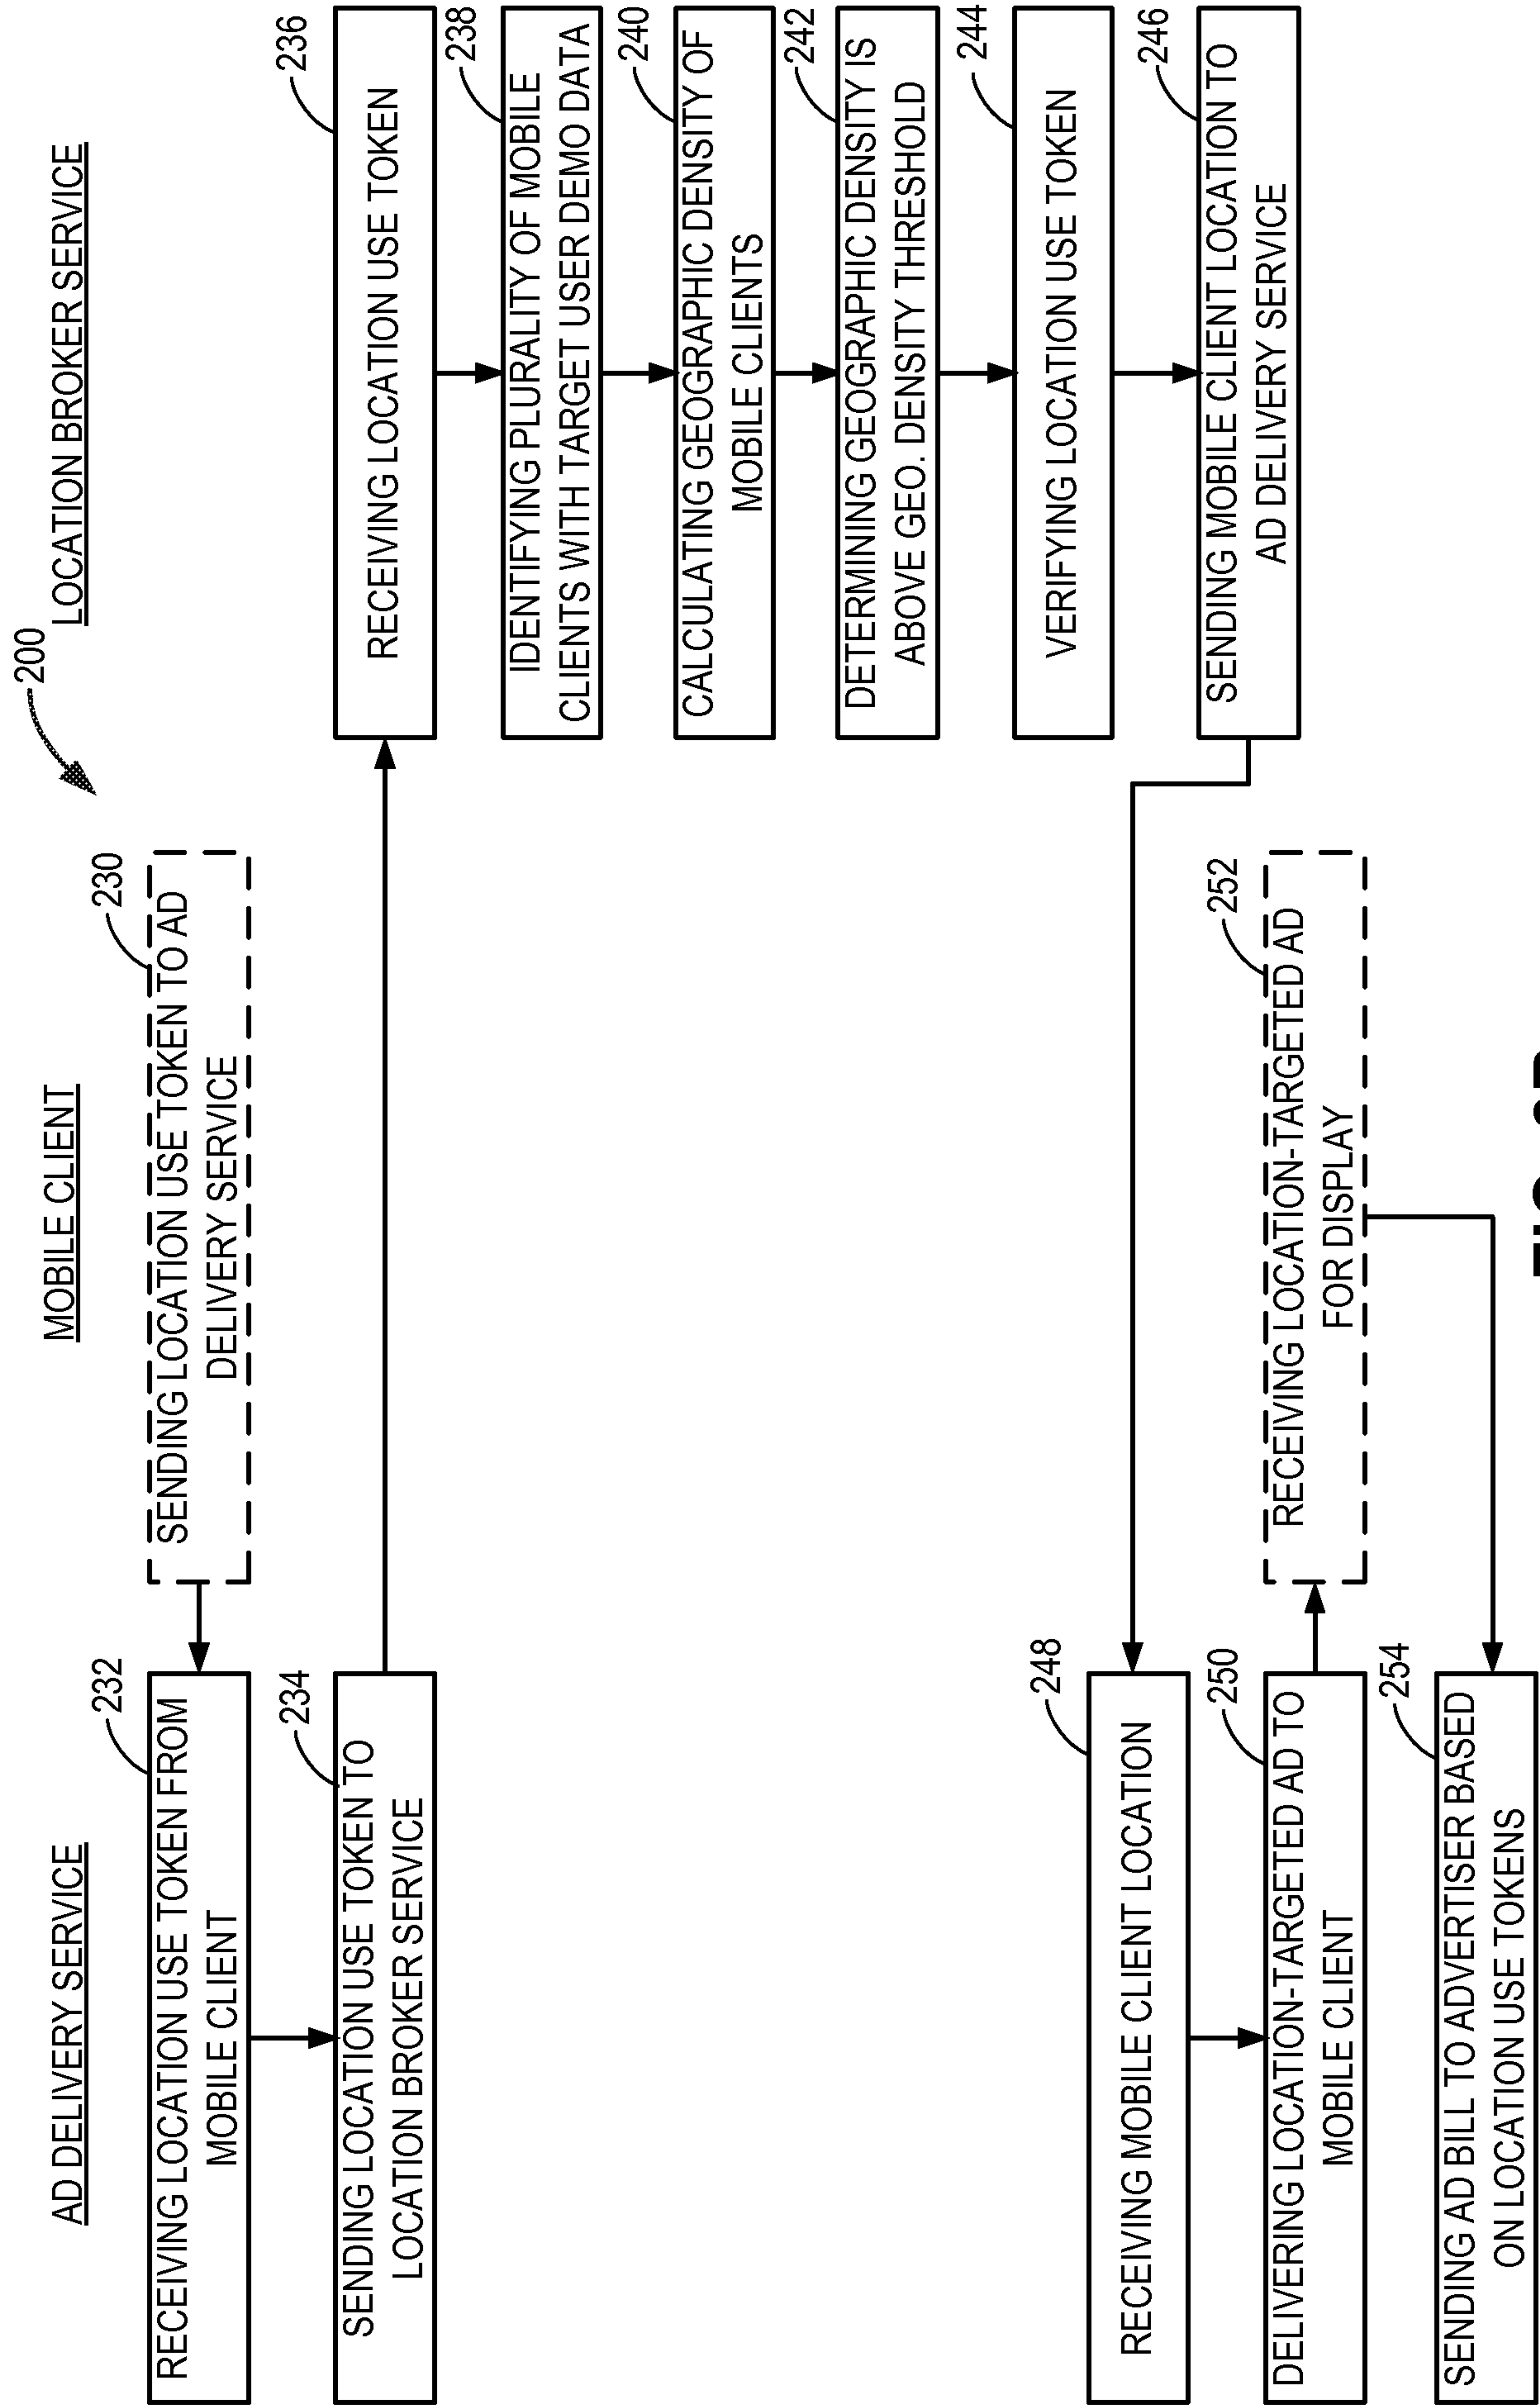 200
AD DELIVERY SERVICE
MOBILE CLIENT
LOCATION BROKER SERVICE
230
SENDING LOCATION USE TOKEN TO AD
DELIVERY SERVICE
232
RECEIVING LOCATION USE TOKEN FROM
MOBILE CLIENT
234
SENDING LOCATION USE TOKEN TO
LOCATION BROKER SERVICE
236
RECEIVING LOCATION USE TOKEN
238
IDENTIFYING PLURALITY OF MOBILE
CLIENTS WITH TARGET USER DEMO DATA
240
CALCULATING GEOGRAPHIC DENSITY OF
MOBILE CLIENTS
242
DETERMINING GEOGRAPHIC DENSITY IS
ABOVE GEO. DENSITY THRESHOLD
244
VERIFYING LOCATION USE TOKEN
246
SENDING MOBILE CLIENT LOCATION TO
AD DELIVERY SERVICE
248
RECEIVING MOBILE CLIENT LOCATION
250
DELIVERING LOCATION-TARGETED AD TO
MOBILE CLIENT
252
RECEIVING LOCATION-TARGETED AD
FOR DISPLAY
254
SENDING AD BILL TO ADVERTISER BASED
ON LOCATION USE TOKENS